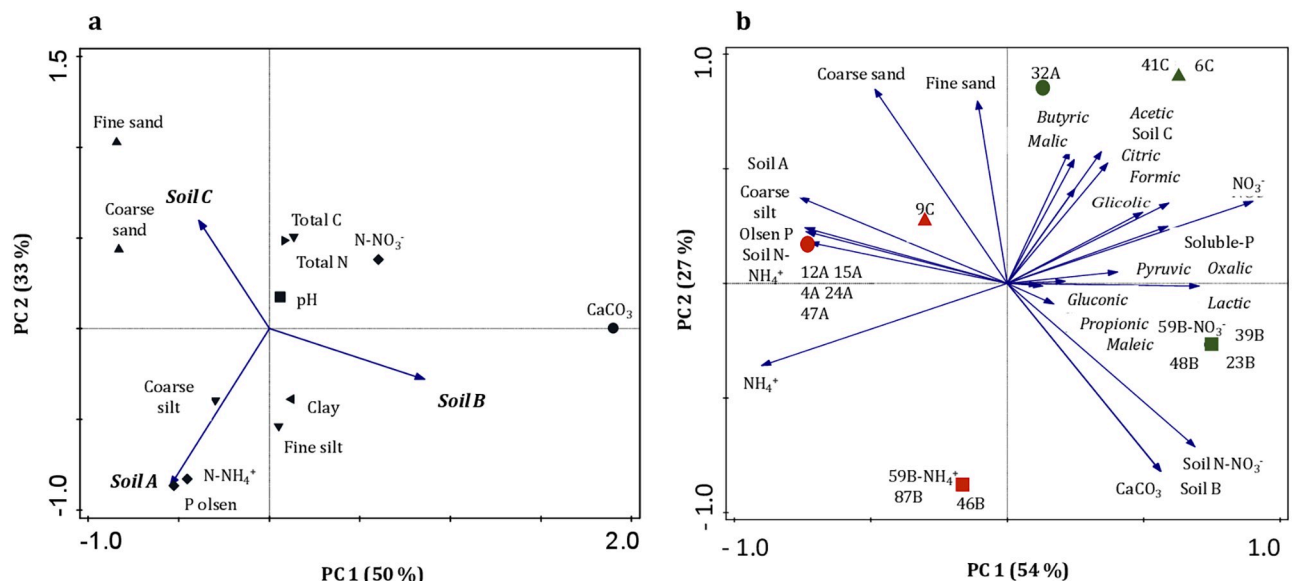 a
1.5
Fine sand
Soil C
Coarse
sand
Total C
N-NO₃⁻
Total N
pH
CaCO₃
PC 2 (33 %)
Coarse
silt
Clay
Soil B
Fine silt
Soil A
N-NH₄⁺
P olsen
-1.0
-1.0
2.0
PC 1 (50 %)
b
1.0
Coarse sand
Fine sand
32A
41C
6C
Butyric
Acetic
Malic
Soil C
Citric
Formic
Soil A
Coarse
silt
Olsen P
Soil N-
NH₄⁺
9C
Glicolic
NO₃⁻
Soluble-P
12A 15A
4A 24A
47A
Pyruvic
Oxalic
Gluconic
Lactic
Propionic
Maleic
59B-NO₃⁻
39B
48B
23B
PC2 (27 %)
NH₄⁺
59B-NH₄⁺
87B
46B
Soil N-NO₃⁻
CaCO₃
Soil B
- 1.0
- 1.0
1.0
PC 1 (54 %)